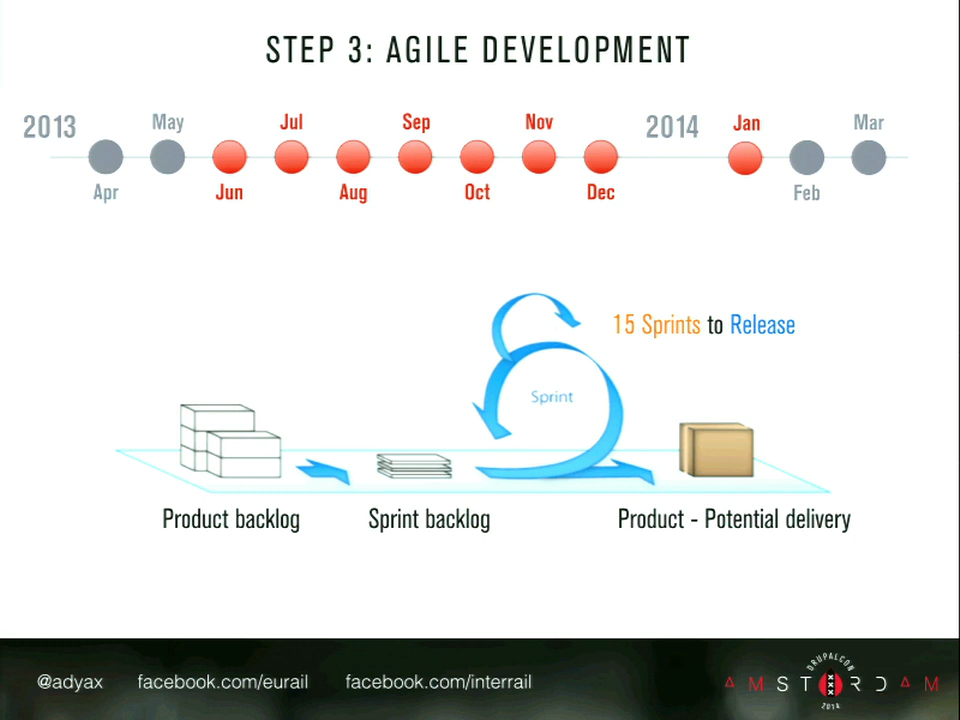 STEP 3: AGILE DEVELOPMENT
2013
May
Jul
Sep
Nov
2014
Jan
Mar
Apr
Jun
Aug
Oct
Dec
Feb
15 Sprints to Release
Sprint
Product backlog
Sprint backlog
Product - Potential delivery
@adyax facebook.com/eurail facebook.com/interrail
DRUPALCON
AMSTERDAM
2014